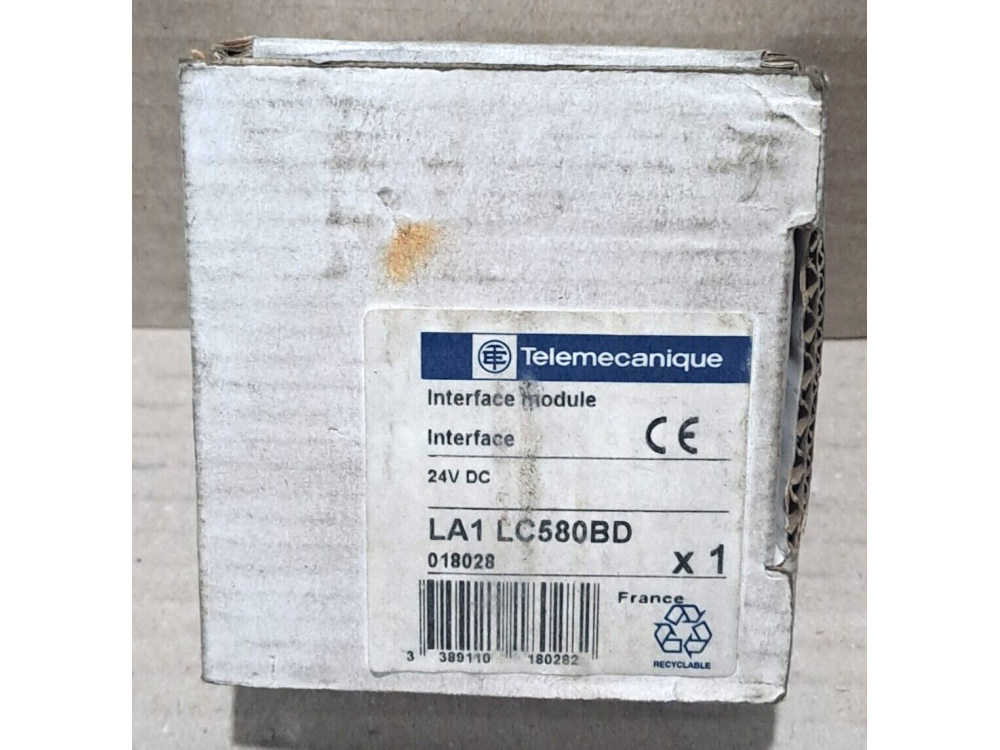 Telemecanique
Interface module
Interface
CE
24V DC
LA1 LC580BD
018028
x 1
France
3 389110 180282
RECYCLABLE